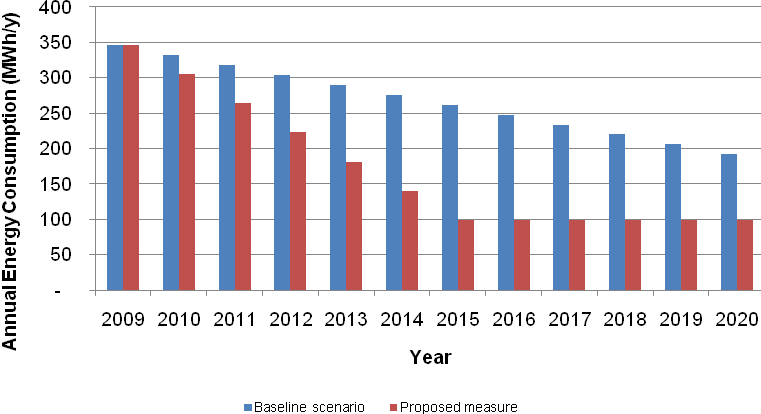 Annual Energy Consumption (MWh/y)
400
350
300
250
200
150
100
50
-
2009 2010 2011 2012 2013 2014 2015 2016 2017 2018 2019 2020
Year
Baseline scenario Proposed measure